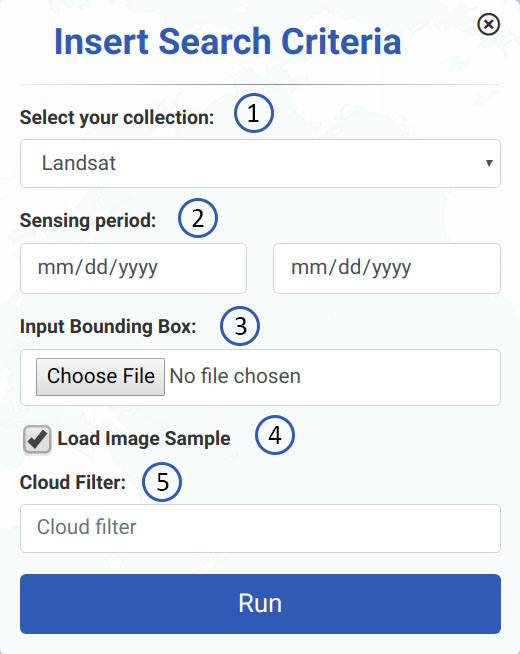 Insert Search Criteria
Select your collection: 1
Landsat
Sensing period: 2
mm/dd/yyyy mm/dd/yyyy
Input Bounding Box: 3
Choose File No file chosen
Load Image Sample 4
Cloud Filter: 5
Cloud filter
Run